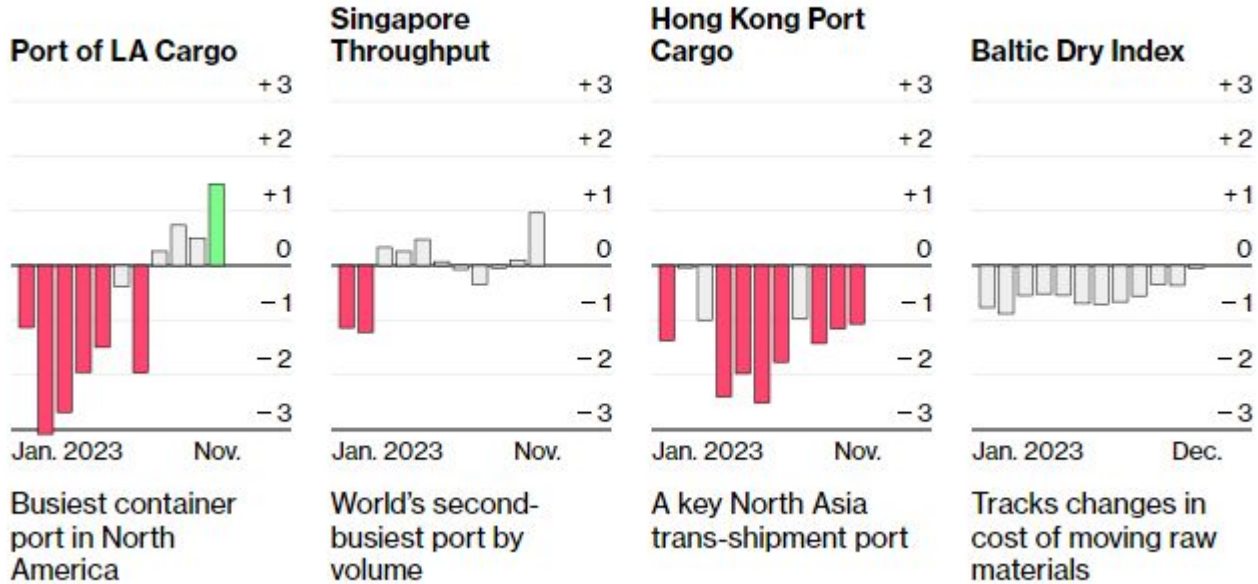 Port of LA Cargo
+3
+2
+1
0
−1
−2
−3
Jan. 2023 Nov.
Busiest container
port in North
America
Singapore
Throughput
+3
+2
+1
0
−1
−2
−3
Jan. 2023 Nov.
World's second-
busiest port by
volume
Hong Kong Port
Cargo
+3
+2
+1
0
−1
−2
−3
Jan. 2023 Nov.
A key North Asia
trans-shipment port
Baltic Dry Index
+3
+2
+1
0
−1
−2
−3
Jan. 2023 Dec.
Tracks changes in
cost of moving raw
materials